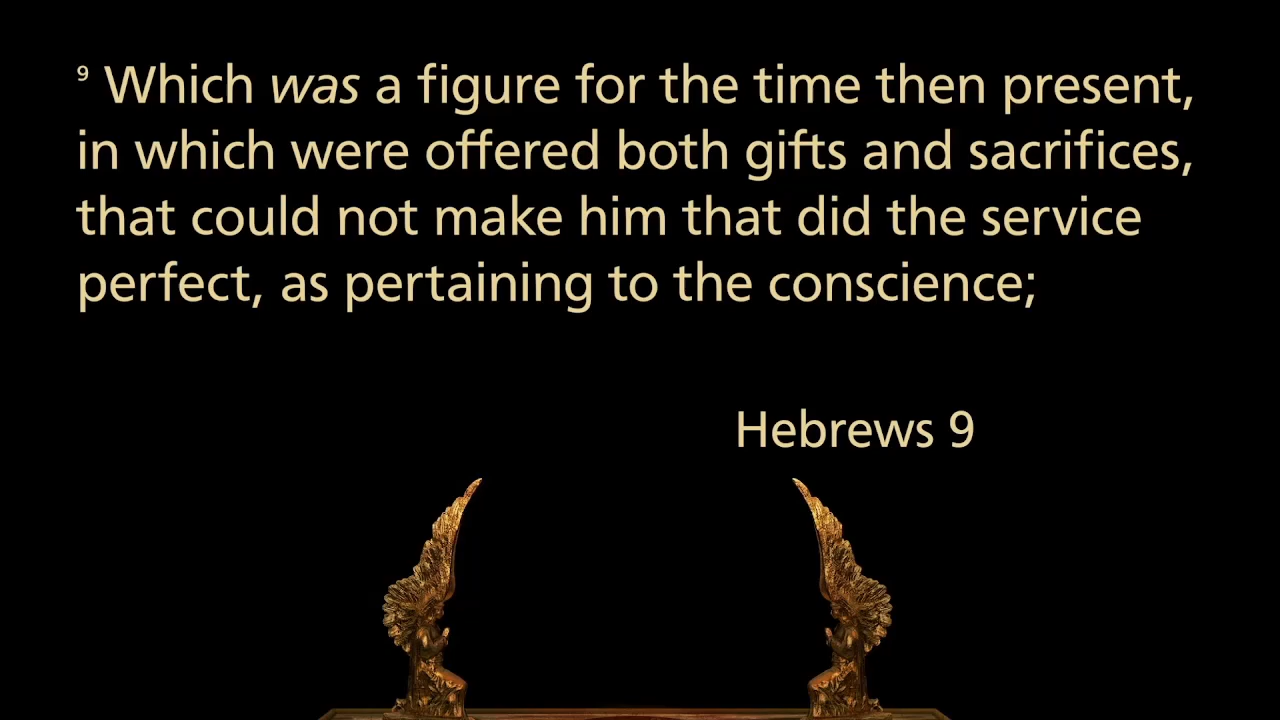 9 Which was a figure for the time then present,
in which were offered both gifts and sacrifices,
that could not make him that did the service
perfect, as pertaining to the conscience;
Hebrews 9